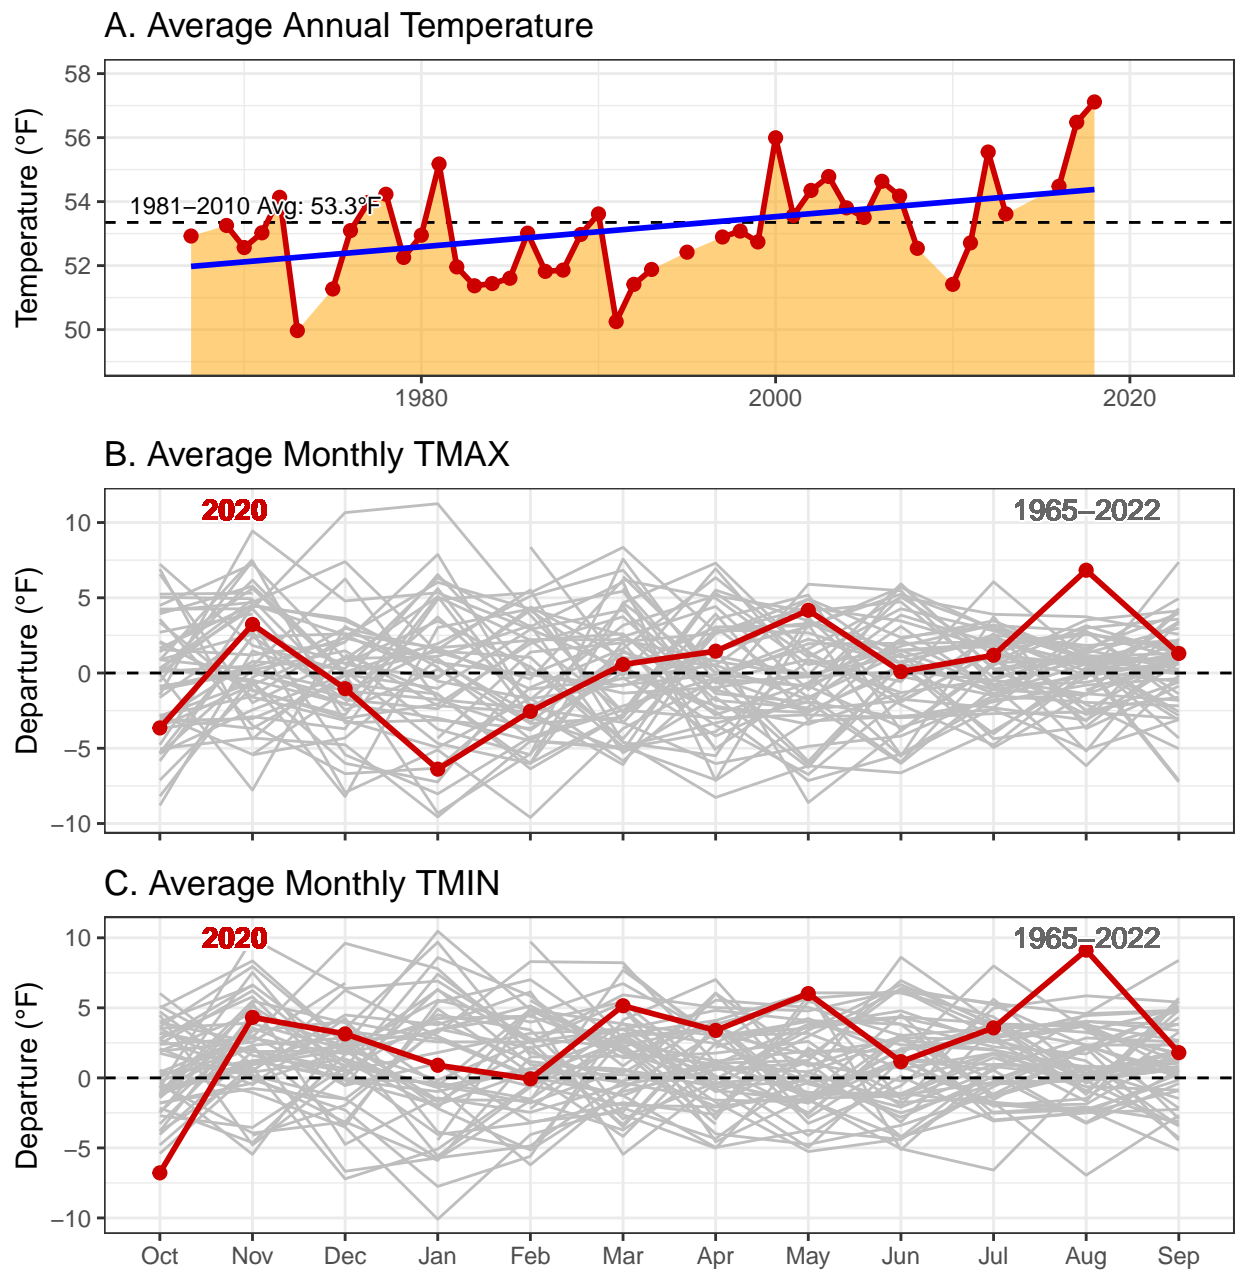 A. Average Annual Temperature
Temperature (°F)
58
56
54
52
50
1981–2010 Avg: 53.3°F
1980
2000
2020
B. Average Monthly TMAX
Departure (°F)
10
5
0
−5
−10
2020
1965–2022
C. Average Monthly TMIN
Departure (°F)
10
5
0
−5
−10
2020
1965–2022
Oct Nov Dec Jan Feb Mar Apr May Jun Jul Aug Sep